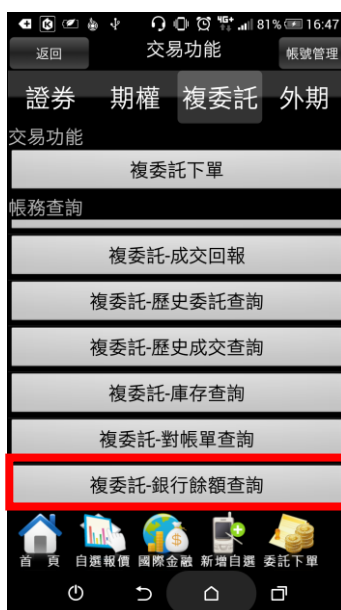 4G+ 81% 16:47
返回 交易功能 帳號管理
證券 期權 複委託 外期
交易功能
複委託下單
帳務查詢
複委託-成交回報
複委託-歷史委託查詢
複委託-歷史成交查詢
複委託-庫存查詢
複委託-對帳單查詢
複委託-銀行餘額查詢
首 頁 自選報價 國際金融 新增自選 委託下單